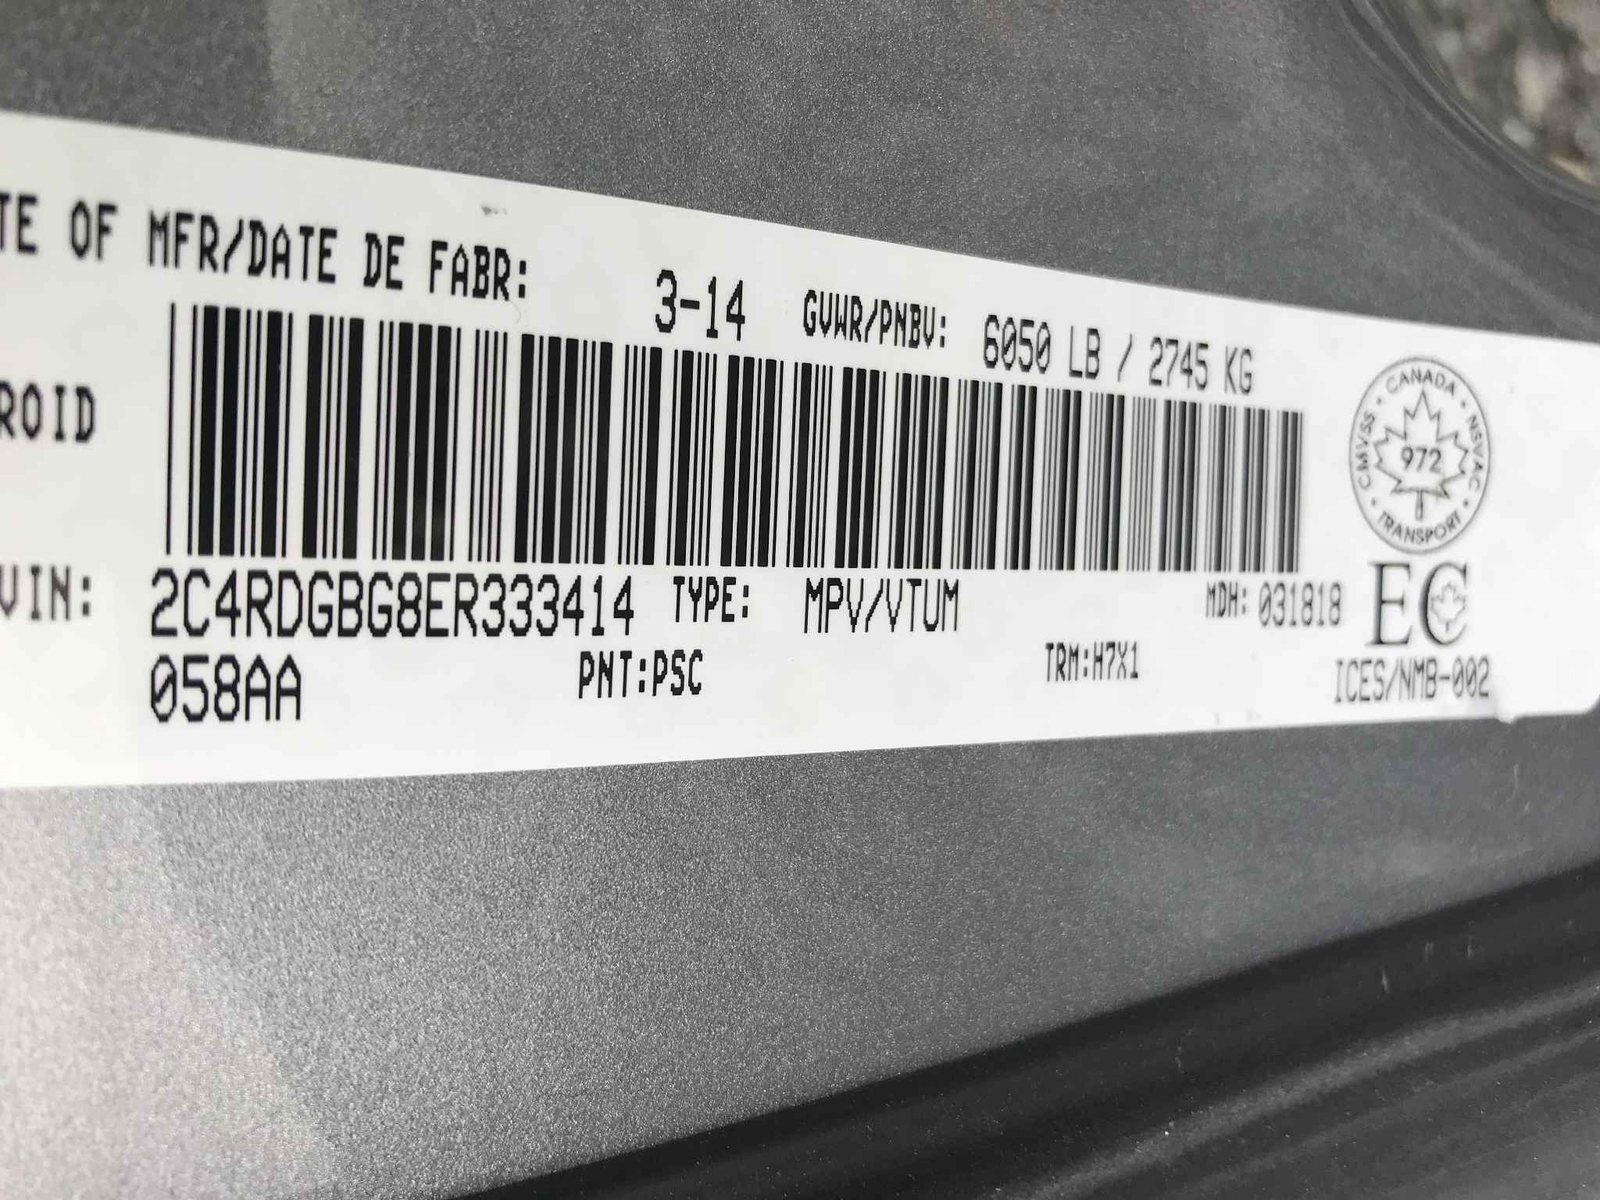 TE OF MFR/DATE DE FABR: 3-14 GVWR/PNBV: 6050 LB / 2745 KG
ROID
CANADA · NSVAC · TRANSPORT · CMVSS ·
972
VIN: 2C4RDGBG8ER333414 TYPE: MPV/VTUM MDH: 031818 EC
058AA PNT:PSC TRM:H7X1 ICES/NMB-002